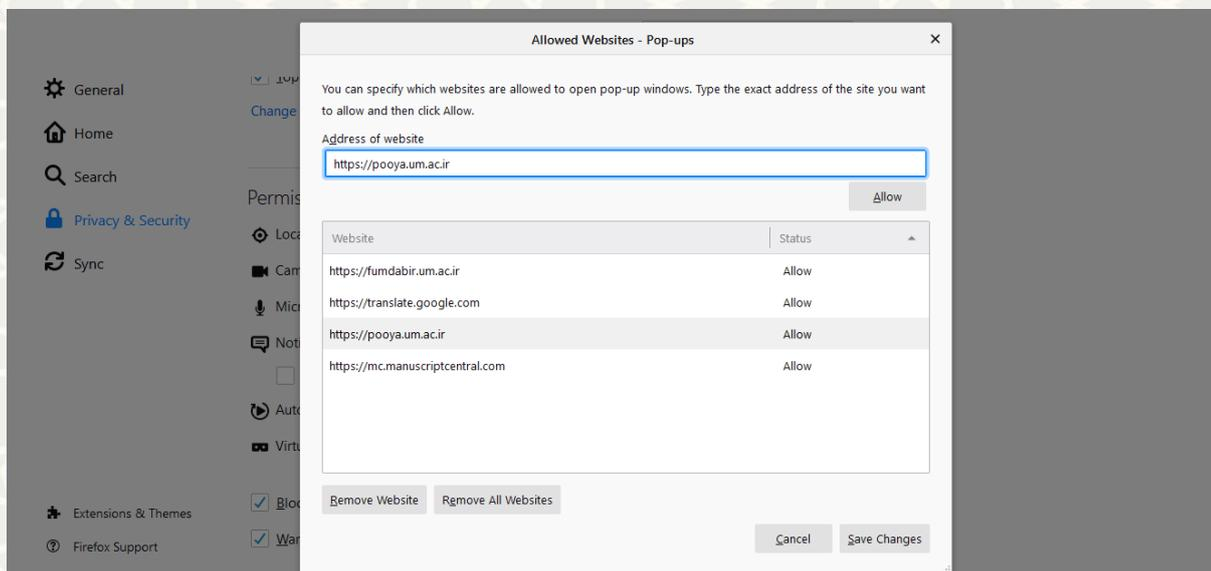 Allowed Websites - Pop-ups
You can specify which websites are allowed to open pop-up windows. Type the exact address of the site you want
to allow and then click Allow.
Address of website
https://pooya.um.ac.ir
Allow
Website Status
https://fumdabir.um.ac.ir Allow
https://translate.google.com Allow
https://pooya.um.ac.ir Allow
https://mc.manuscriptcentral.com Allow
Remove Website Remove All Websites
Cancel Save Changes
General
Home
Search
Privacy & Security
Sync
Extensions & Themes
Firefox Support
Change